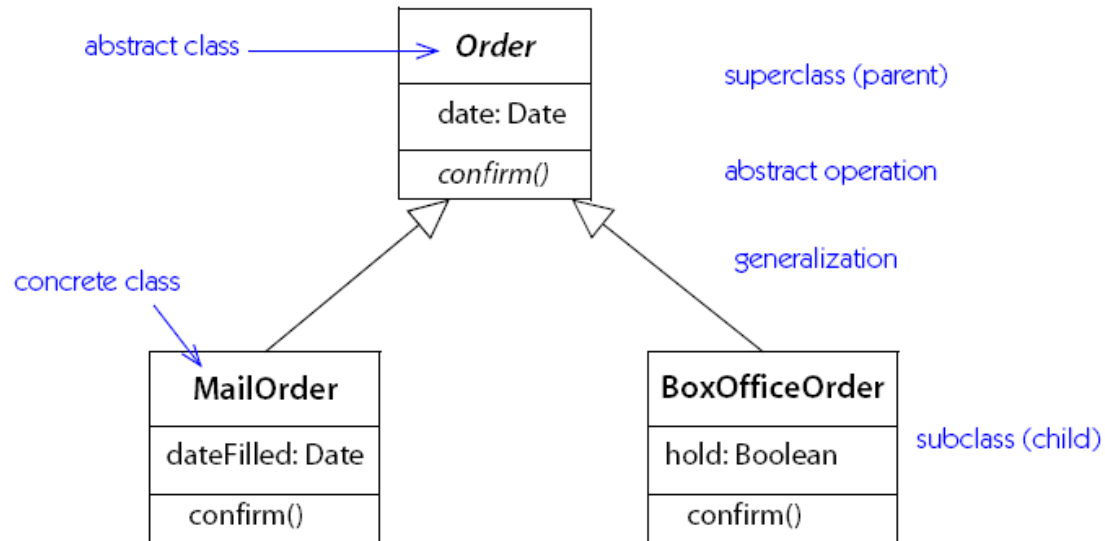 abstract class
Order
superclass (parent)
date: Date
abstract operation
confirm()
generalization
concrete class
MailOrder
BoxOfficeOrder
dateFilled: Date
hold: Boolean
subclass (child)
confirm()
confirm()